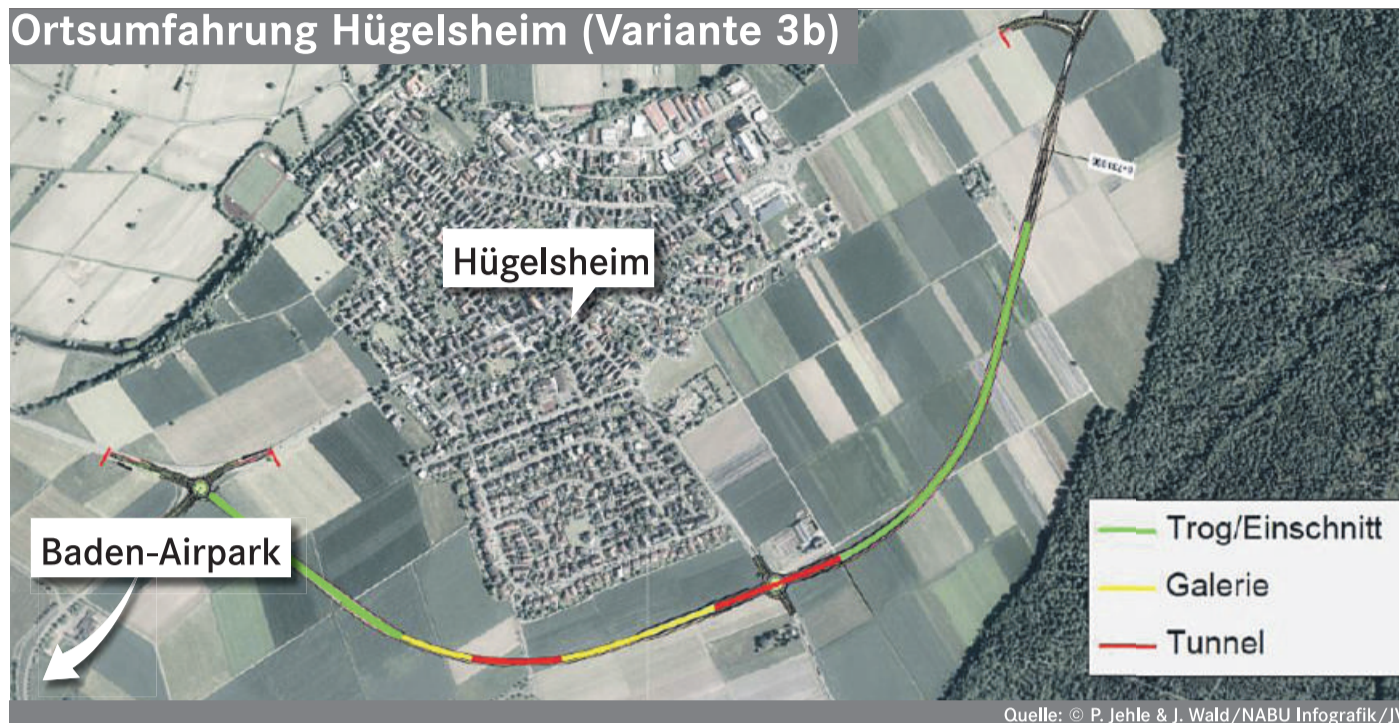 Ortsumfahrung Hügelsheim (Variante 3b)
Hügelsheim
Baden-Airpark
Trog/Einschnitt
Galerie
Tunnel
Quelle: © P. Jehle & J. Wald/NABU Infografik/